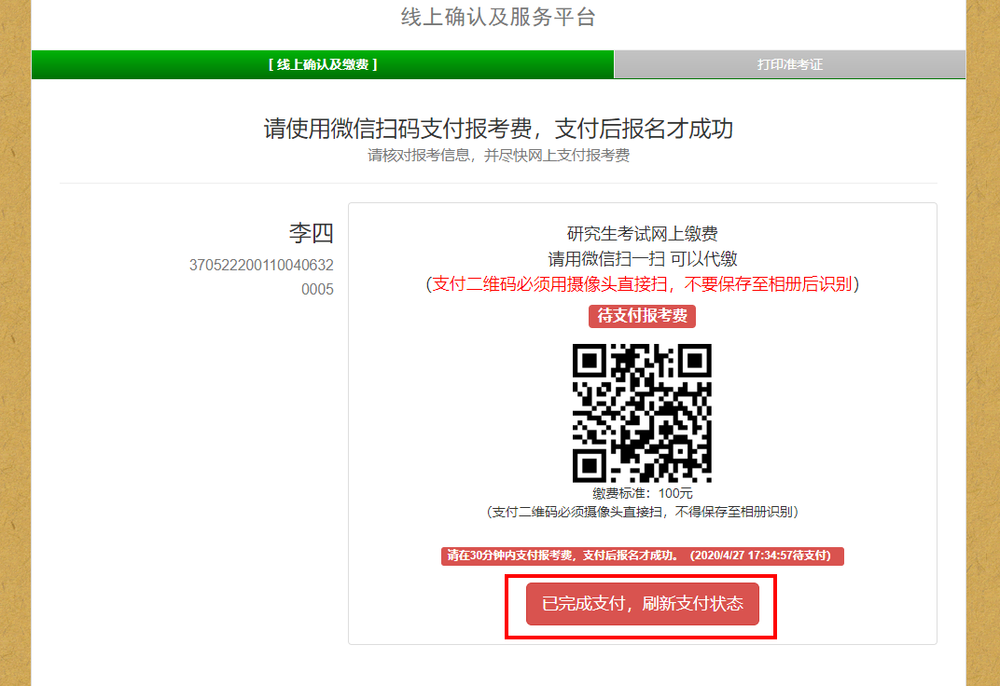 线上确认及服务平台
[ 线上确认及缴费 ]
打印准考证
请使用微信扫码支付报考费，支付后报名才成功
请核对报考信息，并尽快网上支付报考费
李四
370522200110040632
0005
研究生考试网上缴费
请用微信扫一扫 可以代缴
（支付二维码必须用摄像头直接扫，不要保存至相册后识别）
待支付报考费
缴费标准：100元
（支付二维码必须摄像头直接扫，不得保存至相册识别）
请在30分钟内支付报考费，支付后报名才成功。（2020/4/27 17:34:57待支付）
已完成支付，刷新支付状态